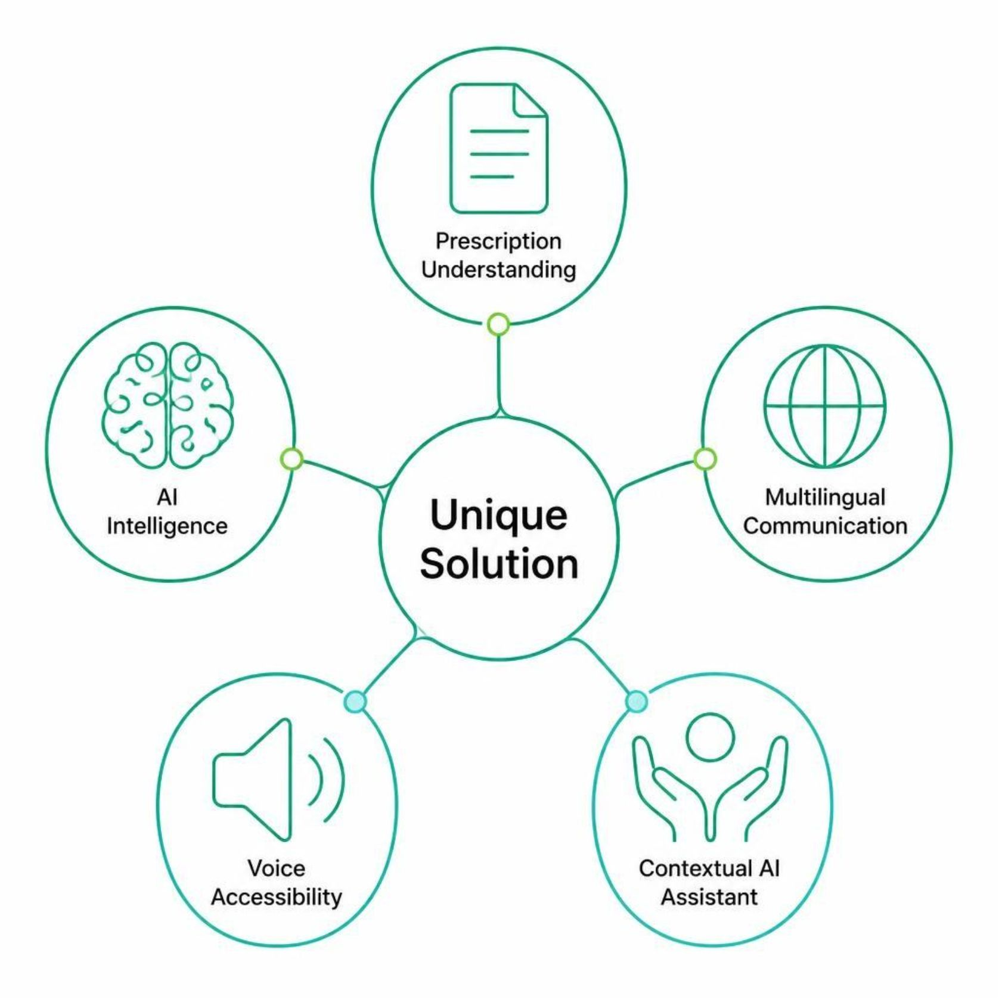 Prescription
Understanding
AI
Intelligence
Multilingual
Communication
Unique
Solution
Voice
Accessibility
Contextual AI
Assistant